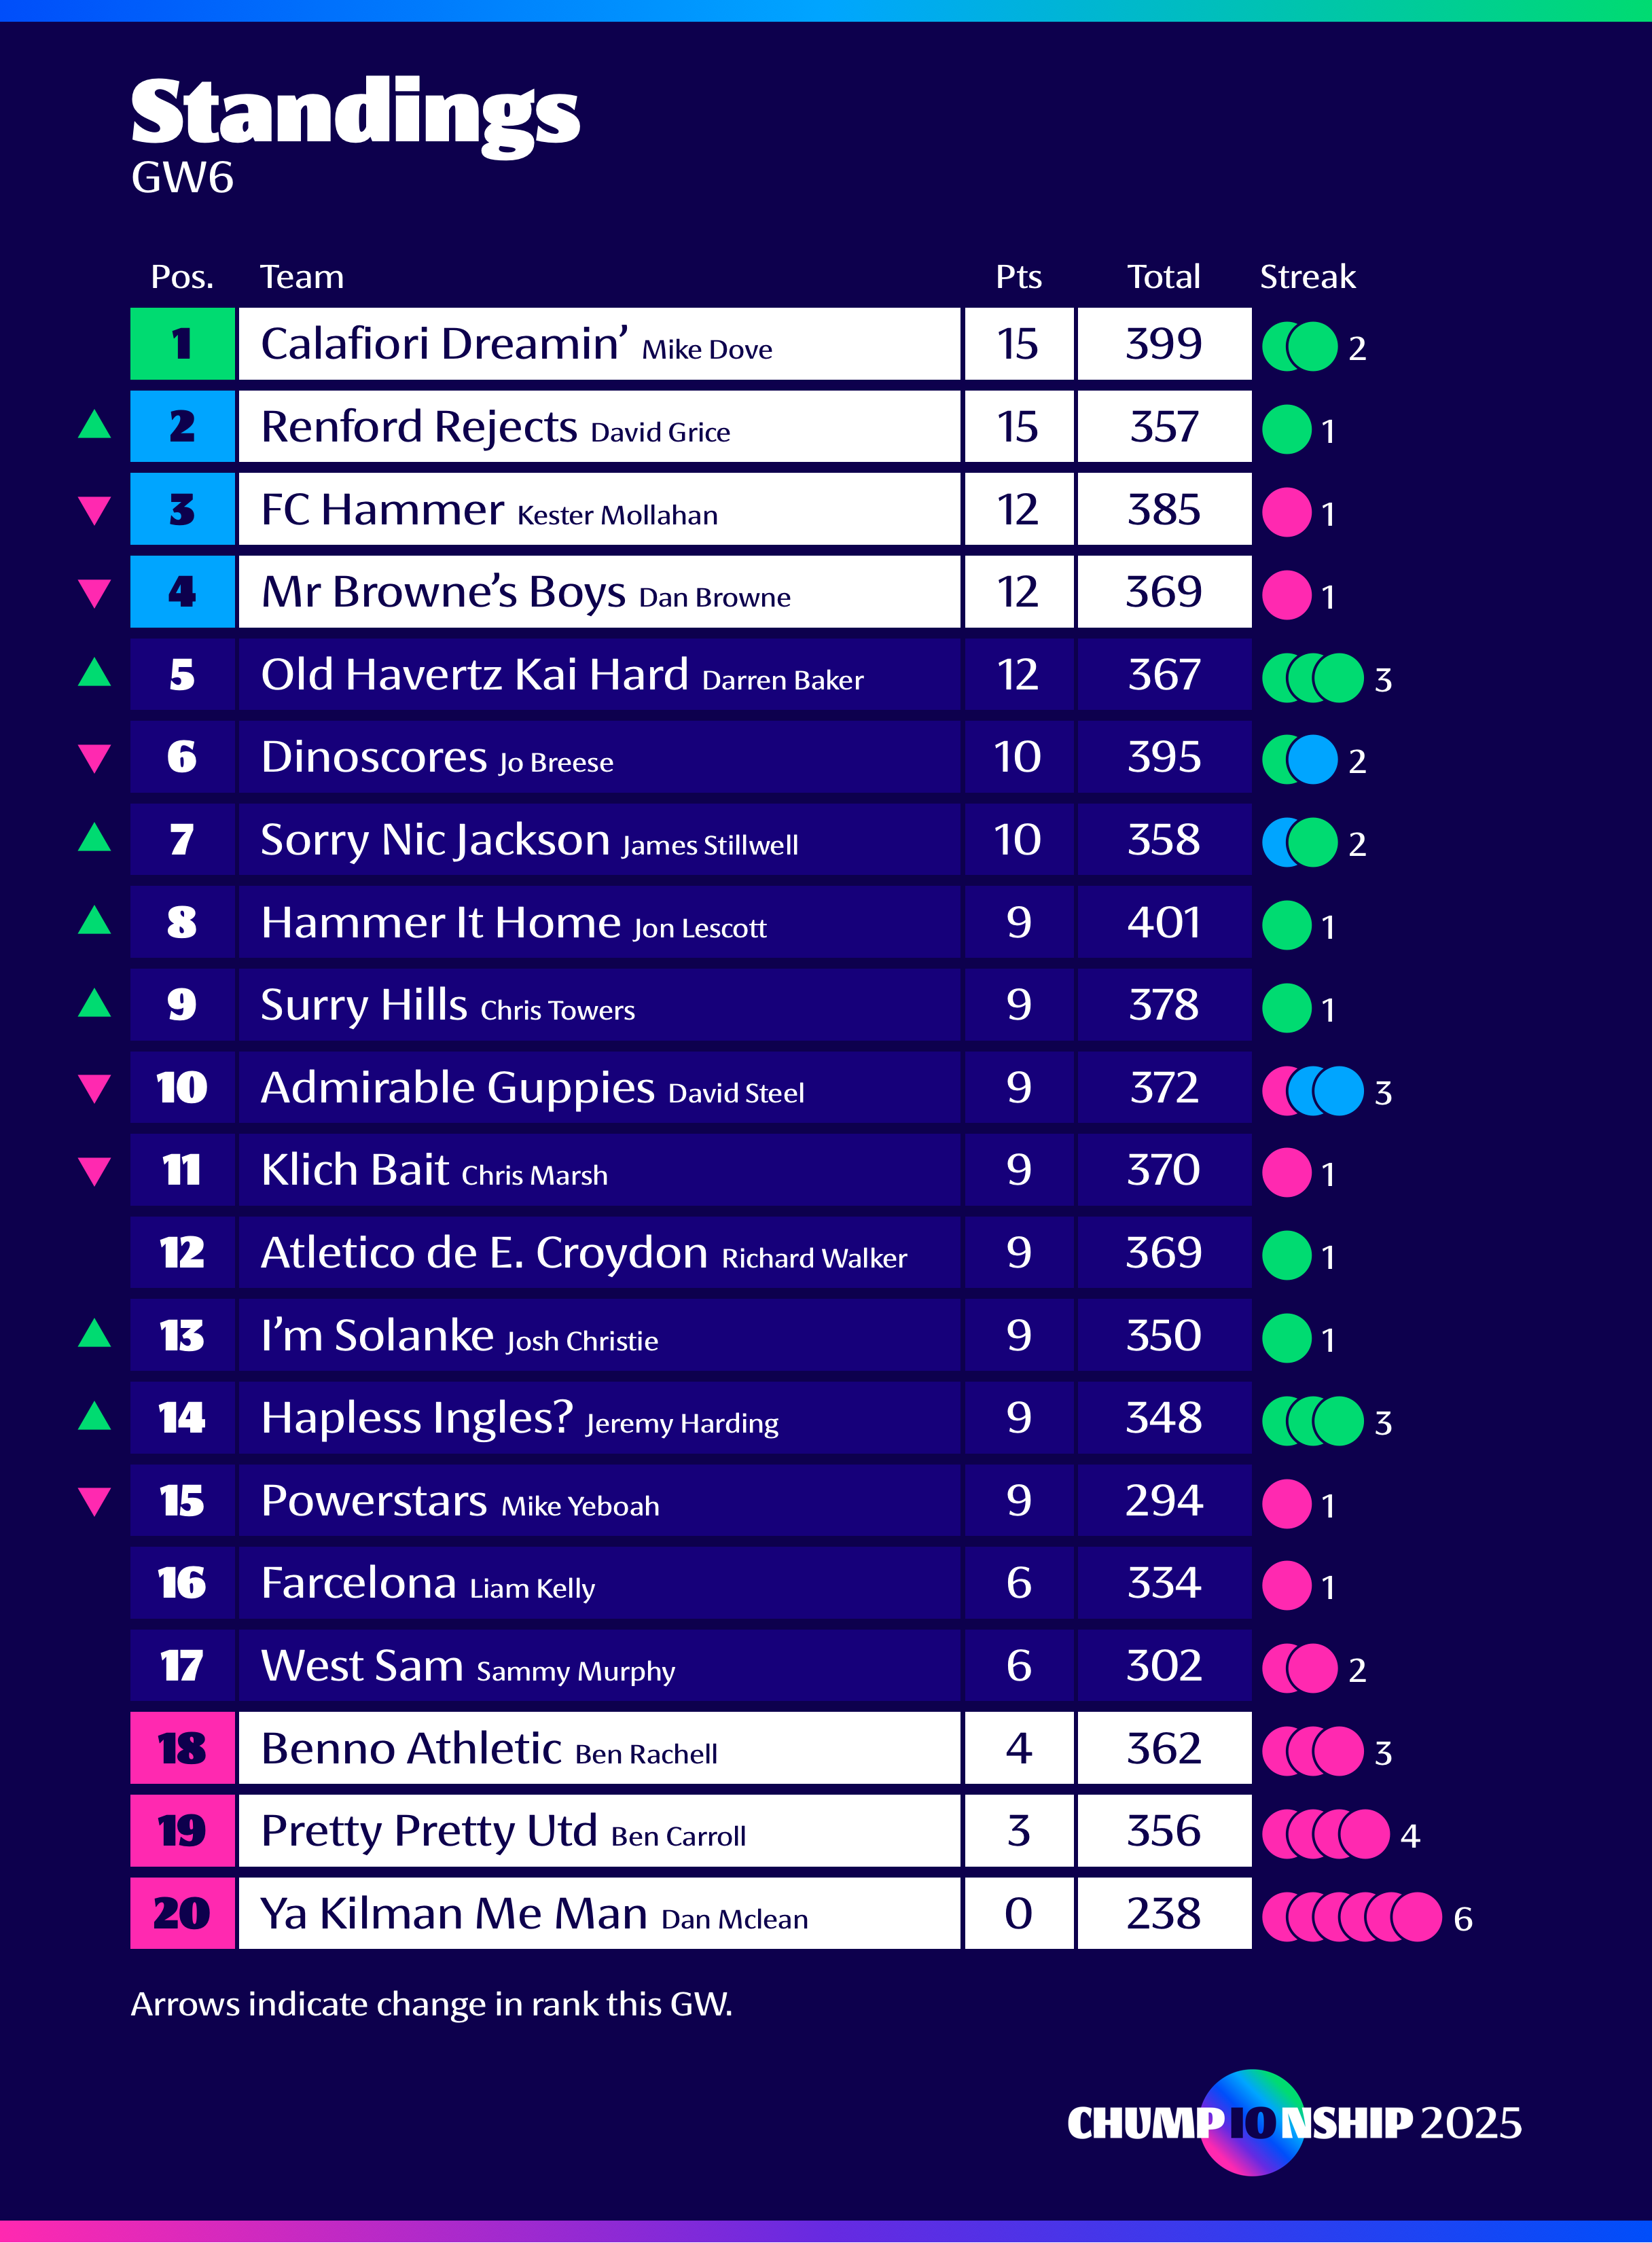 Standings
GW6
Pos. Team Pts Total Streak
1 Calafiori Dreamin’ Mike Dove 15 399 2
2 Renford Rejects David Grice 15 357 1
3 FC Hammer Kester Mollahan 12 385 1
4 Mr Browne’s Boys Dan Browne 12 369 1
5 Old Havertz Kai Hard Darren Baker 12 367 3
6 Dinoscores Jo Breese 10 395 2
7 Sorry Nic Jackson James Stillwell 10 358 2
8 Hammer It Home Jon Lescott 9 401 1
9 Surry Hills Chris Towers 9 378 1
10 Admirable Guppies David Steel 9 372 3
11 Klich Bait Chris Marsh 9 370 1
12 Atletico de E. Croydon Richard Walker 9 369 1
13 I’m Solanke Josh Christie 9 350 1
14 Hapless Ingles? Jeremy Harding 9 348 3
15 Powerstars Mike Yeboah 9 294 1
16 Farcelona Liam Kelly 6 334 1
17 West Sam Sammy Murphy 6 302 2
18 Benno Athletic Ben Rachell 4 362 3
19 Pretty Pretty Utd Ben Carroll 3 356 4
20 Ya Kilman Me Man Dan Mclean 0 238 6
Arrows indicate change in rank this GW.
CHUMP10NSHIP 2025